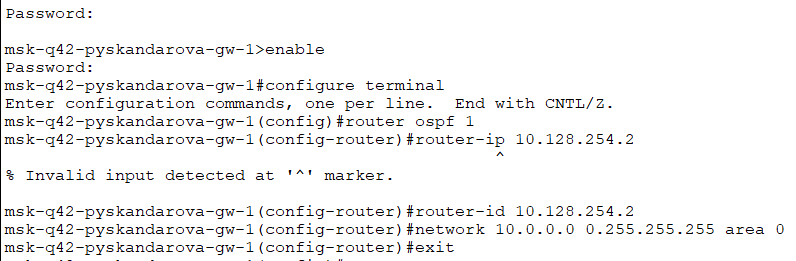 Password:
msk-q42-pyskandarova-gw-1>enable
Password:
msk-q42-pyskandarova-gw-1#configure terminal
Enter configuration commands, one per line.  End with CNTL/Z.
msk-q42-pyskandarova-gw-1(config)#router ospf 1
msk-q42-pyskandarova-gw-1(config-router)#router-ip 10.128.254.2
^
% Invalid input detected at '^' marker.
msk-q42-pyskandarova-gw-1(config-router)#router-id 10.128.254.2
msk-q42-pyskandarova-gw-1(config-router)#network 10.0.0.0 0.255.255.255 area 0
msk-q42-pyskandarova-gw-1(config-router)#exit